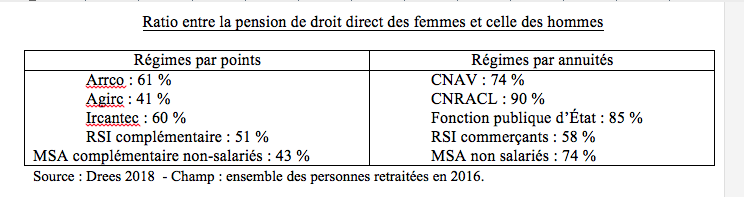 Ratio entre la pension de droit direct des femmes et celle des hommes
Régimes par points
Arrco : 61 %
Agirc : 41 %
Ircantec : 60 %
RSI complémentaire : 51 %
MSA complémentaire non-salariés : 43 %
Régimes par annuités
CNAV : 74 %
CNRACL : 90 %
Fonction publique d’État : 85 %
RSI commerçants : 58 %
MSA non salariés : 74 %
Source : Drees 2018  - Champ : ensemble des personnes retraitées en 2016.